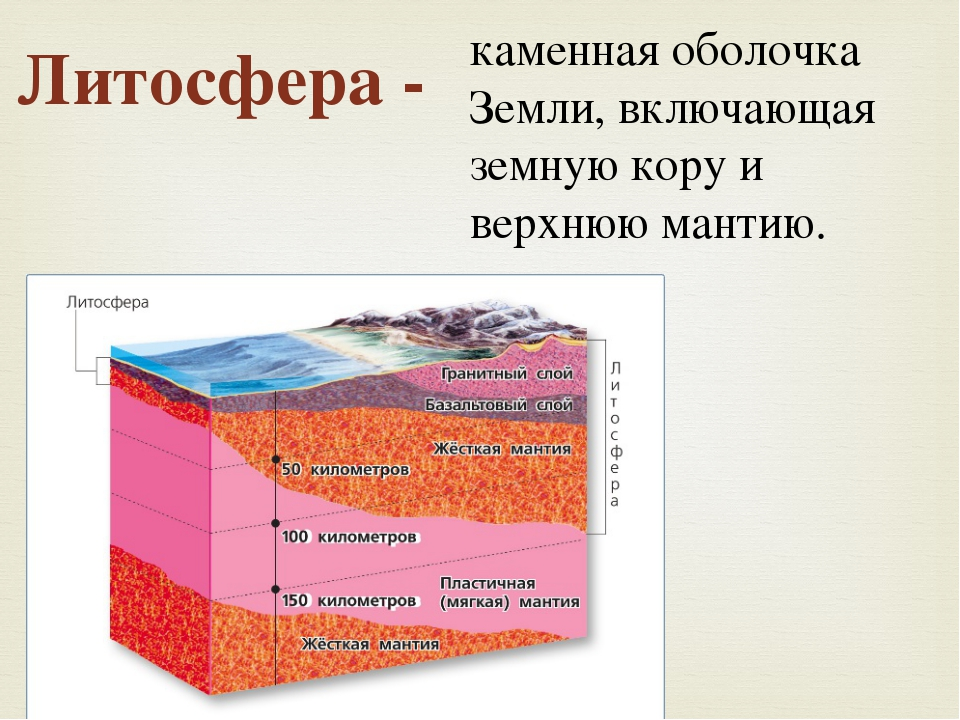 Литосфера -
каменная оболочка
Земли, включающая
земную кору и
верхнюю мантию.
Литосфера
Гранитный слой
Базальтовый слой
Жёсткая мантия
50 километров
Литосфера
100 километров
Пластичная
(мягкая) мантия
150 километров
Жёсткая мантия